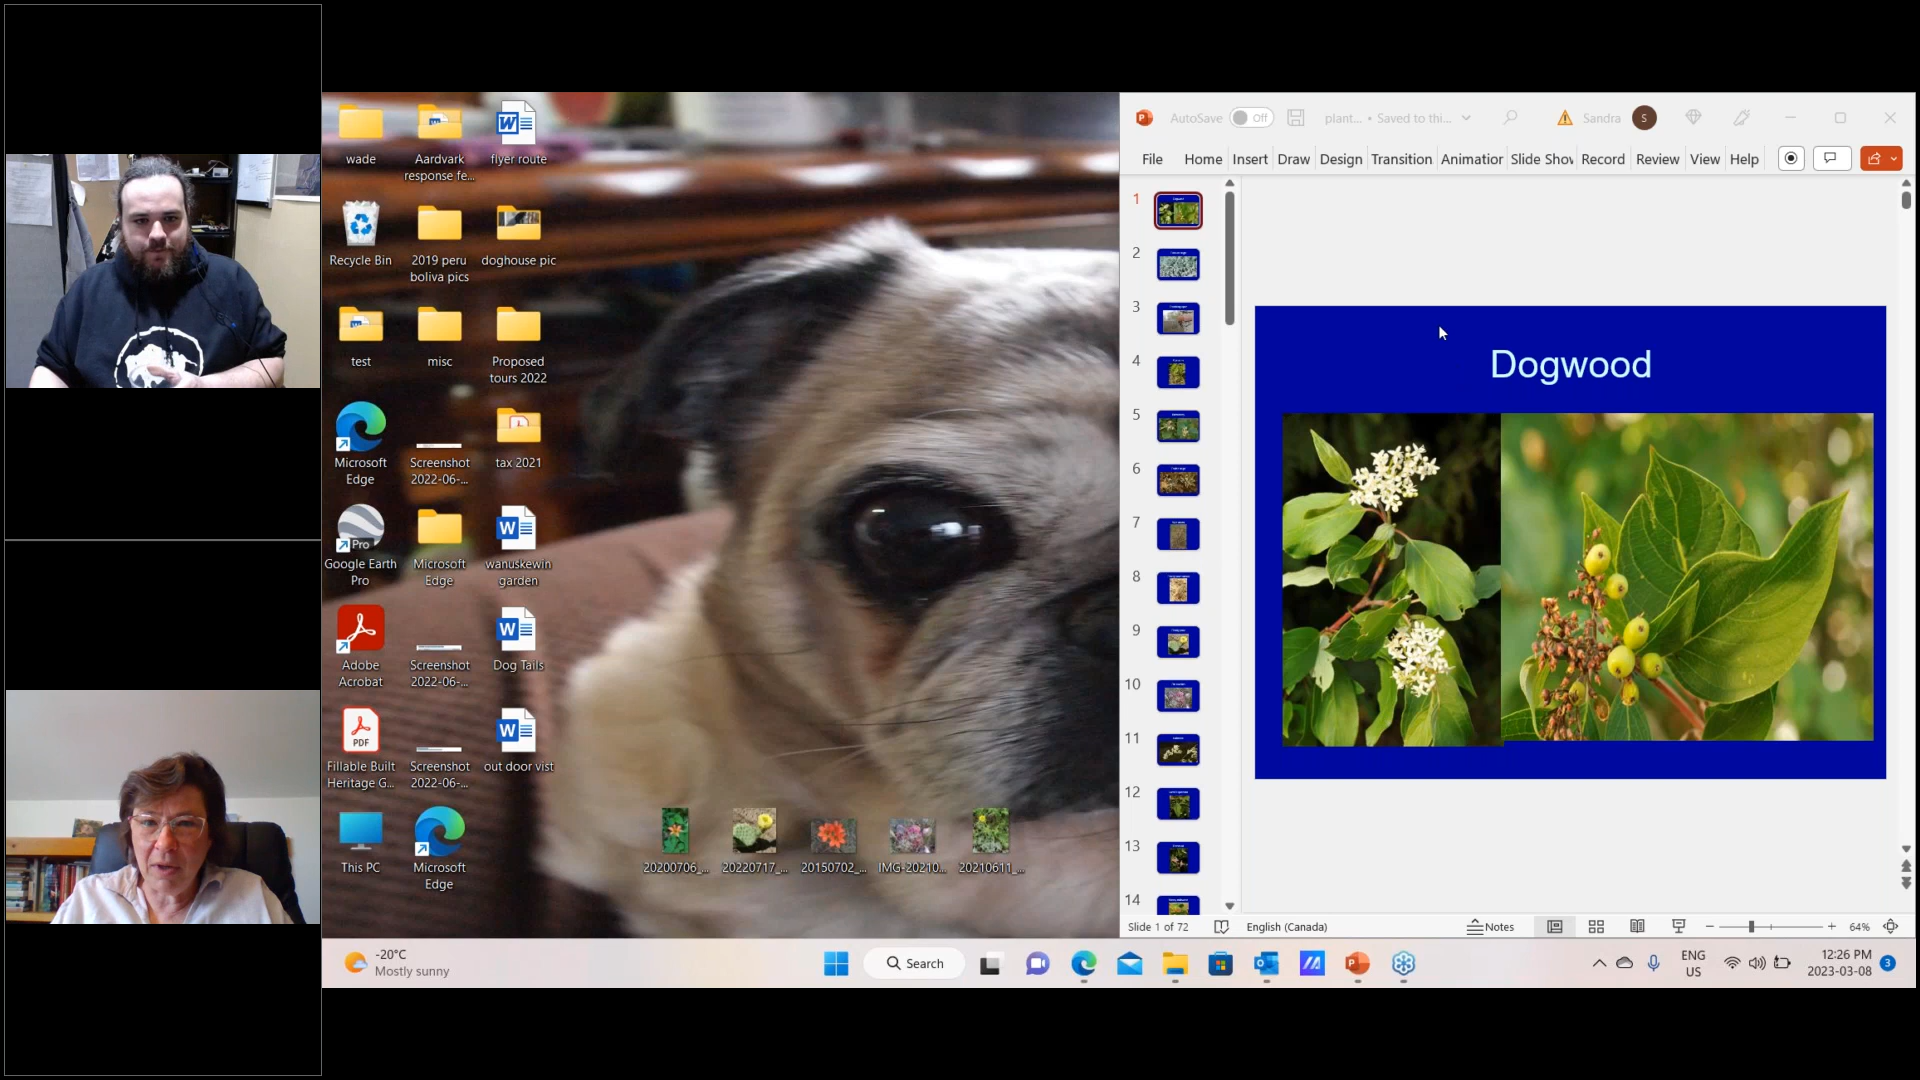 wade
Aardvark
response fe...
flyer route
Recycle Bin
2019 peru
boliva pics
doghouse pic
test
misc
Proposed
tours 2022
Microsoft
Edge
Screenshot
2022-06-...
tax 2021
Pro
Google Earth
Pro
Microsoft
Edge
wanuskewin
garden
Adobe
Acrobat
Screenshot
2022-06-...
Dog Tails
PDF
Fillable Built
Heritage G...
Screenshot
2022-06-...
out door vist
This PC
Microsoft
Edge
20200706_...
20220717_...
20150702_...
IMG-20210...
20210611_...
AutoSave Off plant... • Saved to thi... Sandra S
File Home Insert Draw Design Transition Animation Slide Show Record Review View Help
1
2
3
4
5
6
7
8
9
10
11
12
13
14
Dogwood
Slide 1 of 72 English (Canada) Notes 64%
-20°C
Mostly sunny
Search
ENG
US
12:26 PM
2023-03-08
3